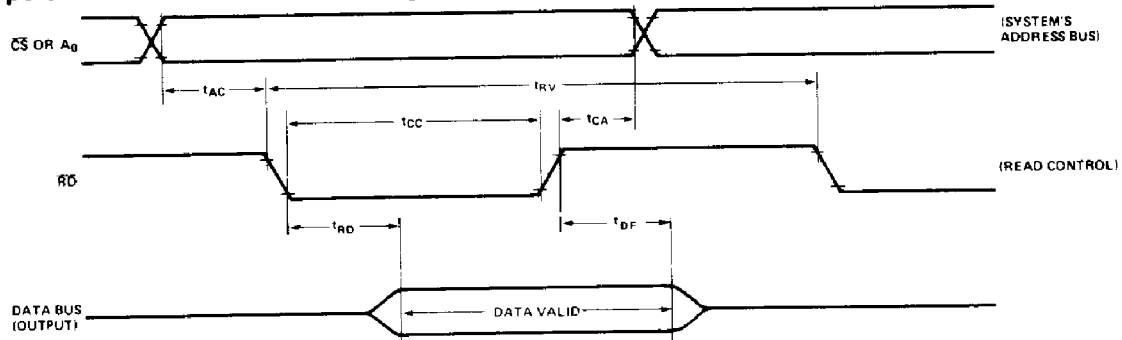 CS OR A0
(SYSTEM'S
ADDRESS BUS)
tAC
tRV
tCC
tCA
RD
(READ CONTROL)
tRD
tDF
DATA BUS
(OUTPUT)
DATA VALID